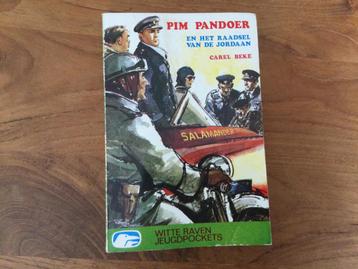 PIM PANDOER
EN HET RAADSEL
VAN DE JORDAAN
CAREL BEKE
SALAMANDER
WITTE RAVEN
JEUGDPOCKETS